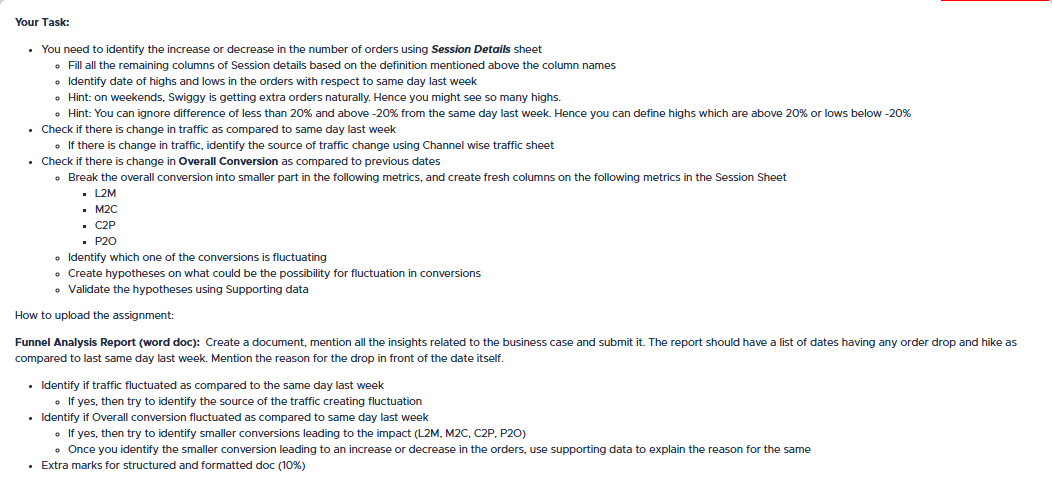 Your Task:
• You need to identify the increase or decrease in the number of orders using Session Details sheet
◦ Fill all the remaining columns of Session details based on the definition mentioned above the column names
◦ Identify date of highs and lows in the orders with respect to same day last week
◦ Hint: on weekends, Swiggy is getting extra orders naturally. Hence you might see so many highs.
◦ Hint: You can ignore difference of less than 20% and above -20% from the same day last week. Hence you can define highs which are above 20% or lows below -20%
• Check if there is change in traffic as compared to same day last week
◦ If there is change in traffic, identify the source of traffic change using Channel wise traffic sheet
• Check if there is change in Overall Conversion as compared to previous dates
◦ Break the overall conversion into smaller part in the following metrics, and create fresh columns on the following metrics in the Session Sheet
▪ L2M
▪ M2C
▪ C2P
▪ P2O
◦ Identify which one of the conversions is fluctuating
◦ Create hypotheses on what could be the possibility for fluctuation in conversions
◦ Validate the hypotheses using Supporting data
How to upload the assignment:
Funnel Analysis Report (word doc): Create a document, mention all the insights related to the business case and submit it. The report should have a list of dates having any order drop and hike as
compared to last same day last week. Mention the reason for the drop in front of the date itself.
• Identify if traffic fluctuated as compared to the same day last week
◦ If yes, then try to identify the source of the traffic creating fluctuation
• Identify if Overall conversion fluctuated as compared to same day last week
◦ If yes, then try to identify smaller conversions leading to the impact (L2M, M2C, C2P, P2O)
◦ Once you identify the smaller conversion leading to an increase or decrease in the orders, use supporting data to explain the reason for the same
• Extra marks for structured and formatted doc (10%)